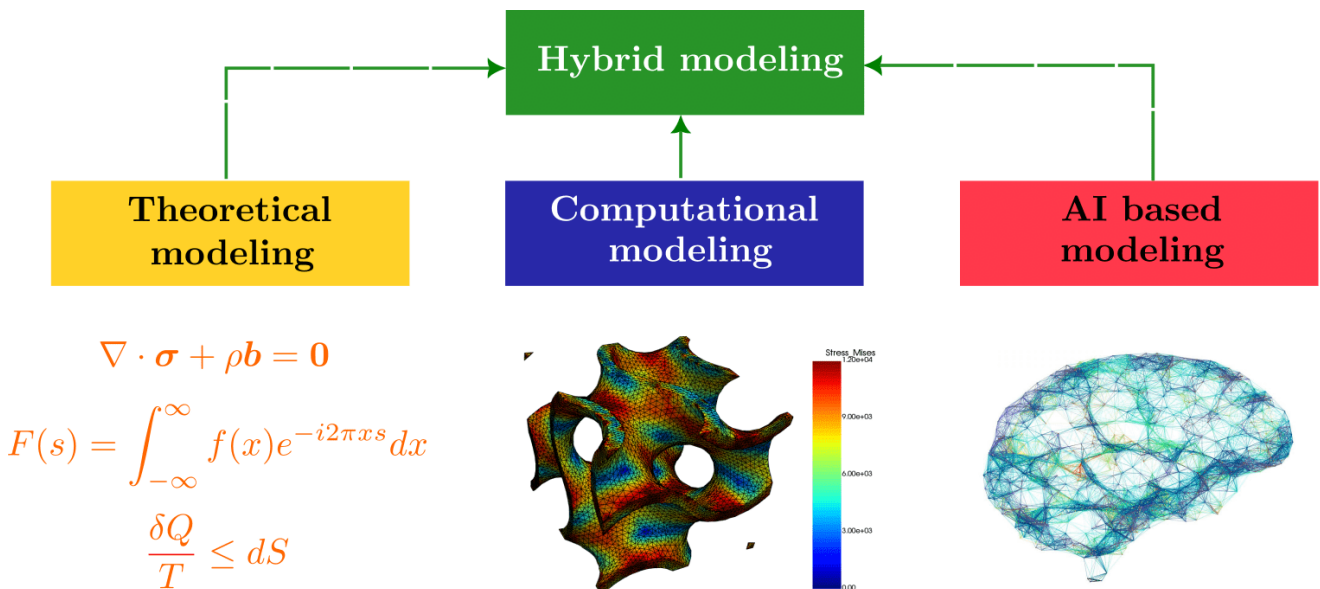 Hybrid modeling
Theoretical
modeling
Computational
modeling
AI based
modeling
∇ · σ + ρb = 0
F(s) = ∫_{-∞}^{∞} f(x)e^{-i2πxs}dx
δQ/T ≤ dS
Stress_Mises
1.20e+04
9.00e+03
6.00e+03
3.00e+03
0.00